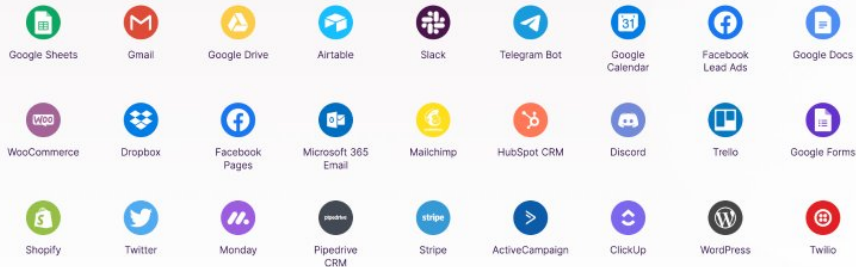 31
Google Sheets Gmail Google Drive Airtable Slack Telegram Bot Google Calendar Facebook Lead Ads Google Docs
WOO
WooCommerce Dropbox Facebook Pages Microsoft 365 Email Mailchimp HubSpot CRM Discord Trello Google Forms
pipedrive stripe
Shopify Twitter Monday Pipedrive CRM Stripe ActiveCampaign ClickUp WordPress Twilio